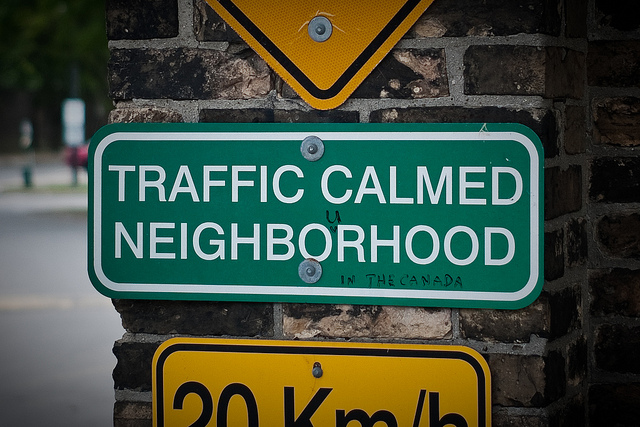 TRAFFIC CALMED
u
NEIGHBORHOOD
IN THE CANADA
20 Km/h